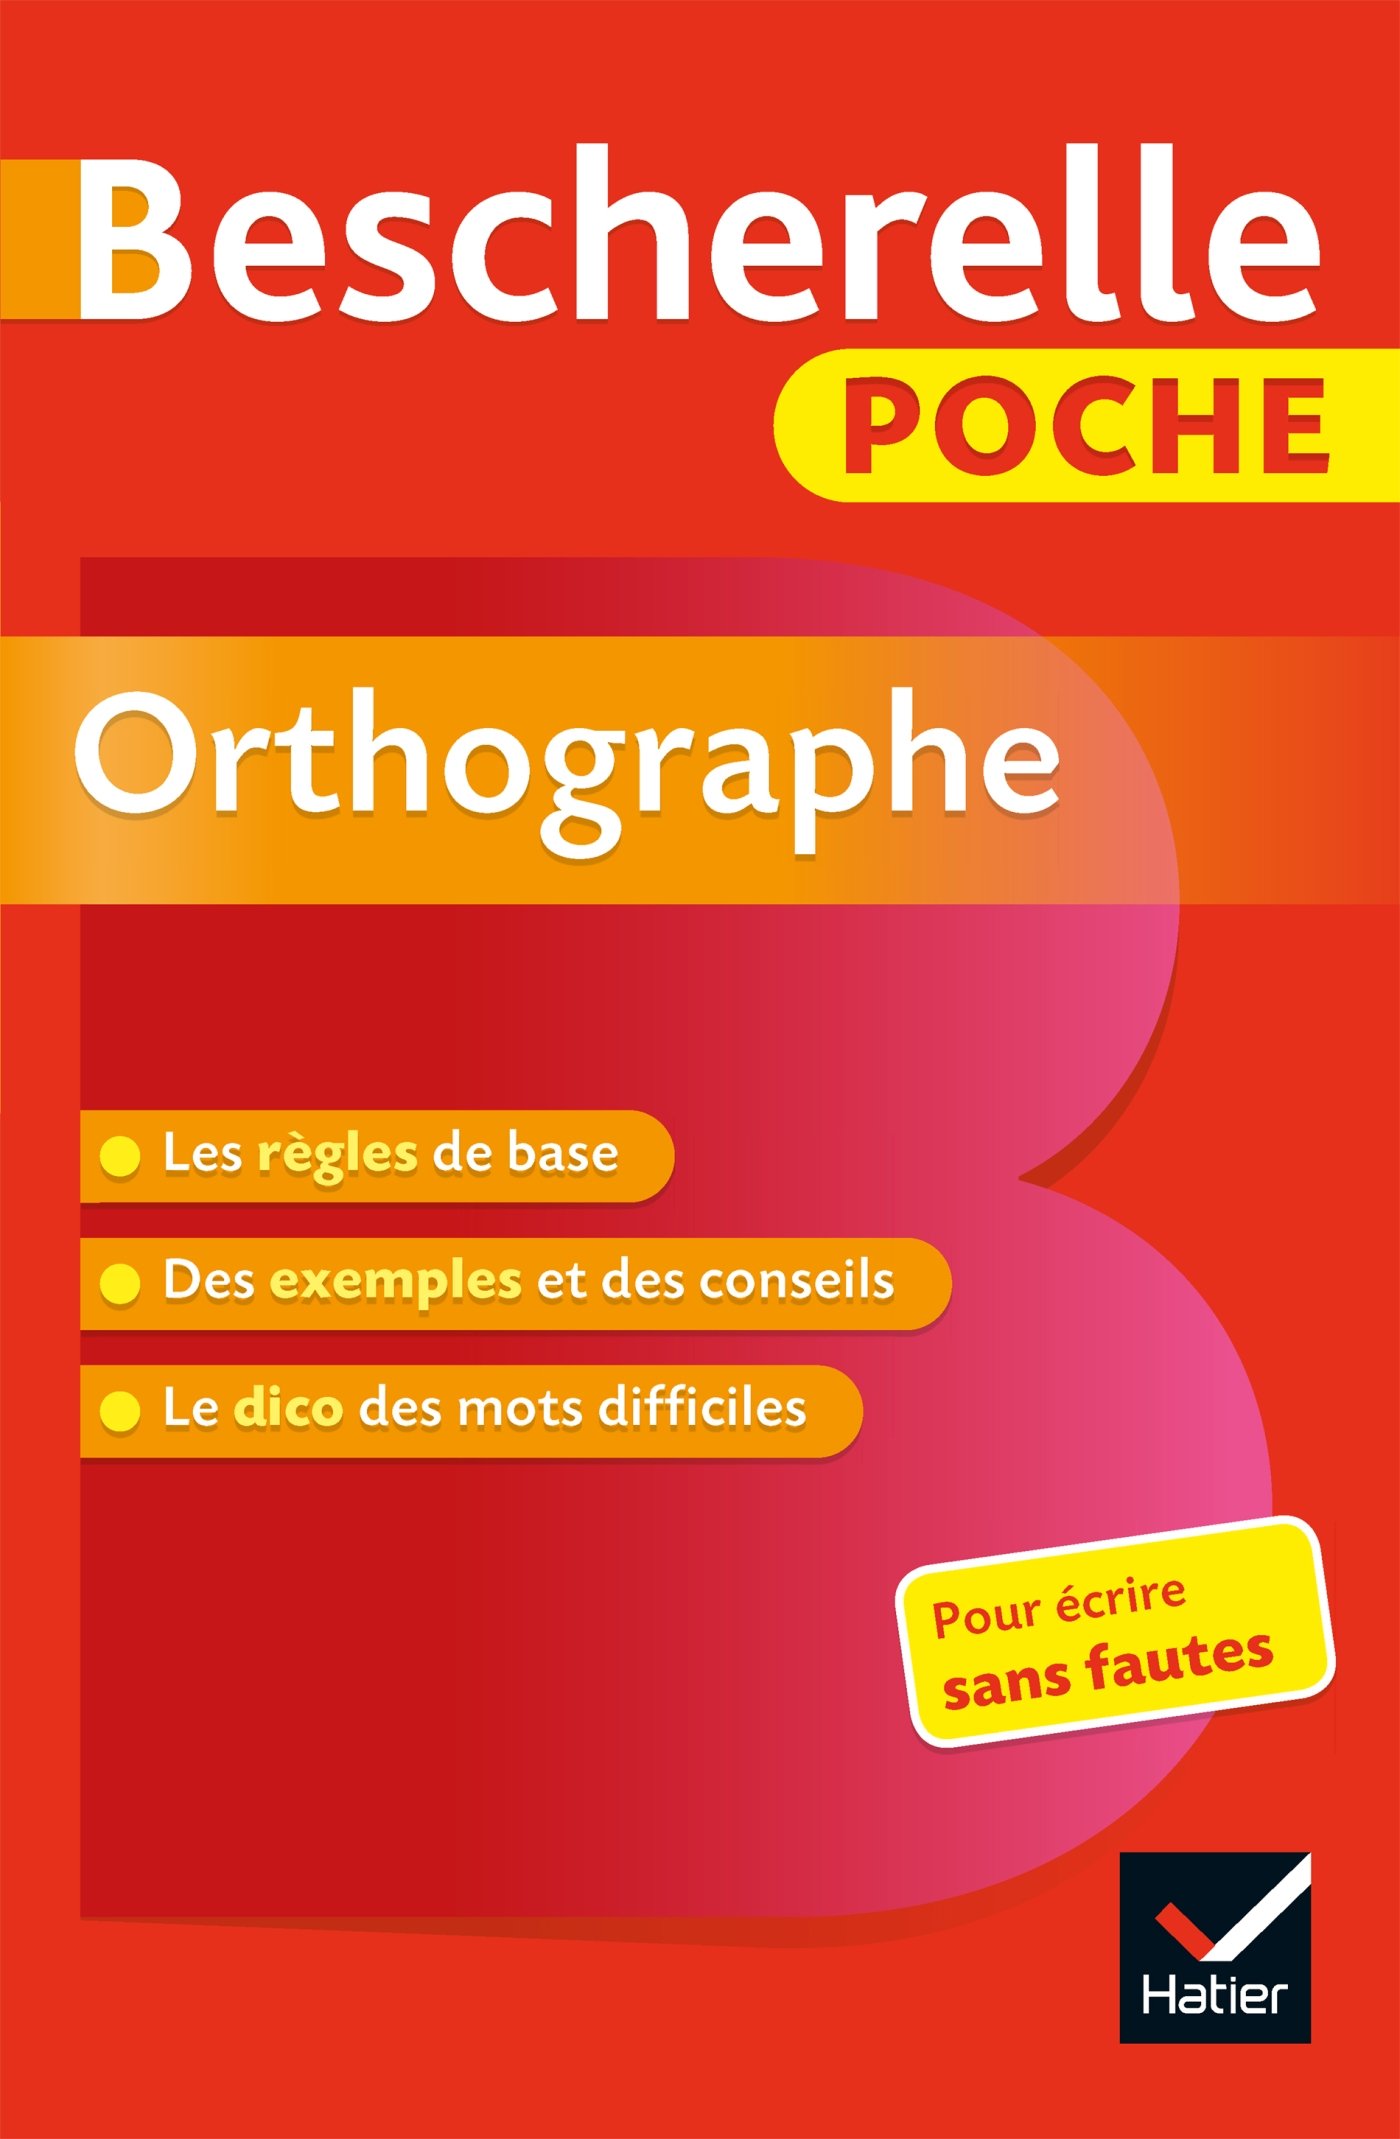 Bescherelle
POCHE
Orthographe
Les règles de base
Des exemples et des conseils
Le dico des mots difficiles
Pour écrire
sans fautes
Hatier